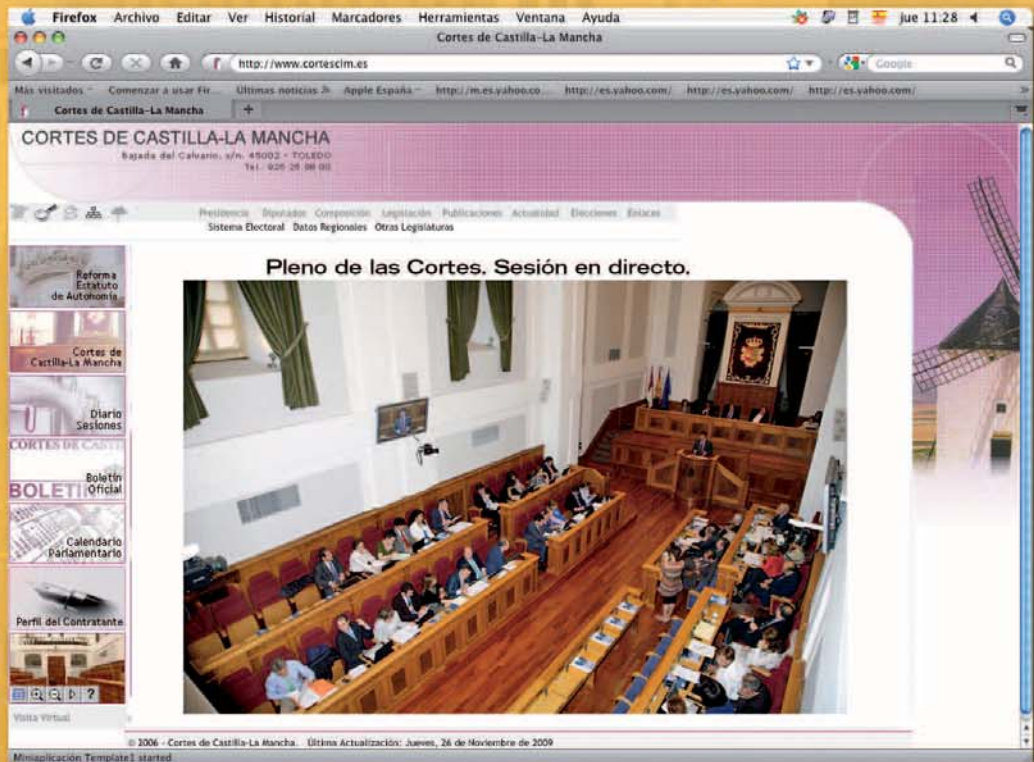 Firefox Archivo Editar Ver Historial Marcadores Herramientas Ventana Ayuda jue 11:28
Cortes de Castilla-La Mancha
http://www.cortesclm.es Google
Más visitados Comenzar a usar Fir... Últimas noticias Apple España http://m.es.yahoo.co... http://es.yahoo.com/ http://es.yahoo.com/ http://es.yahoo.com/
Cortes de Castilla-La Mancha +
CORTES DE CASTILLA-LA MANCHA
Bajada del Calvario, s/n. 45002 - TOLEDO
Tel.
Presidencia Diputados Composición Legislación Publicaciones Actualidad Elecciones Enlaces
Sistema Electoral Datos Regionales Otras Legislaturas
Pleno de las Cortes. Sesión en directo.
Reforma
Estatuto
de Autonomía
Cortes de
Castilla-La Mancha
Diario
Sesiones
CORTES DE CASTI
BOLETIN
Boletín
Oficial
Calendario
Parlamentario
Perfil del Contratante
?
Visita Virtual
© 2006 - Cortes de Castilla-La Mancha. Última Actualización: Jueves, 26 de Noviembre de 2009
Miniaplicación Template1 started